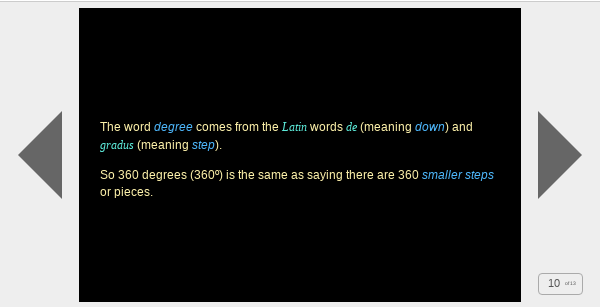 The word degree comes from the Latin words de (meaning down) and
gradus (meaning step).
So 360 degrees (360º) is the same as saying there are 360 smaller steps
or pieces.
10 of 13